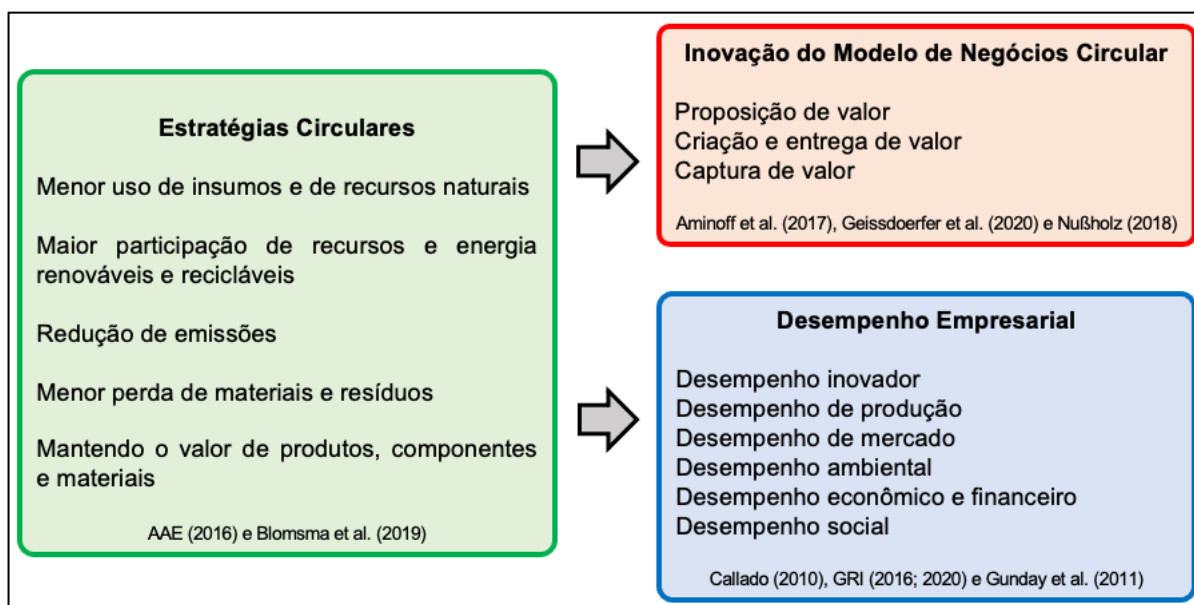 Estratégias Circulares
Menor uso de insumos e de recursos naturais
Maior participação de recursos e energia
renováveis e recicláveis
Redução de emissões
Menor perda de materiais e resíduos
Mantendo o valor de produtos, componentes
e materiais
AAE (2016) e Blomsma et al. (2019)
Inovação do Modelo de Negócios Circular
Proposição de valor
Criação e entrega de valor
Captura de valor
Aminoff et al. (2017), Geissdoerfer et al. (2020) e Nußholz (2018)
Desempenho Empresarial
Desempenho inovador
Desempenho de produção
Desempenho de mercado
Desempenho ambiental
Desempenho econômico e financeiro
Desempenho social
Callado (2010), GRI (2016; 2020) e Gunday et al. (2011)